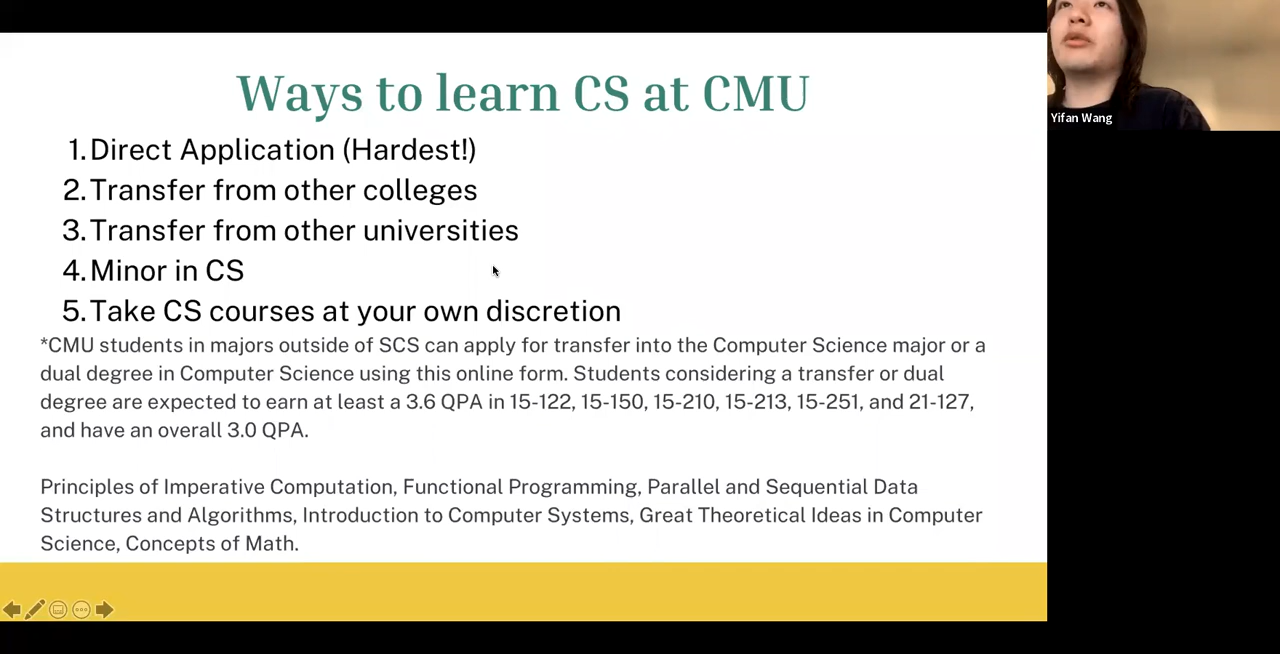 Ways to learn CS at CMU
1. Direct Application (Hardest!)
2. Transfer from other colleges
3. Transfer from other universities
4. Minor in CS
5. Take CS courses at your own discretion
*CMU students in majors outside of SCS can apply for transfer into the Computer Science major or a
dual degree in Computer Science using this online form. Students considering a transfer or dual
degree are expected to earn at least a 3.6 QPA in 15-122, 15-150, 15-210, 15-213, 15-251, and 21-127,
and have an overall 3.0 QPA.
Principles of Imperative Computation, Functional Programming, Parallel and Sequential Data
Structures and Algorithms, Introduction to Computer Systems, Great Theoretical Ideas in Computer
Science, Concepts of Math.
Yifan Wang